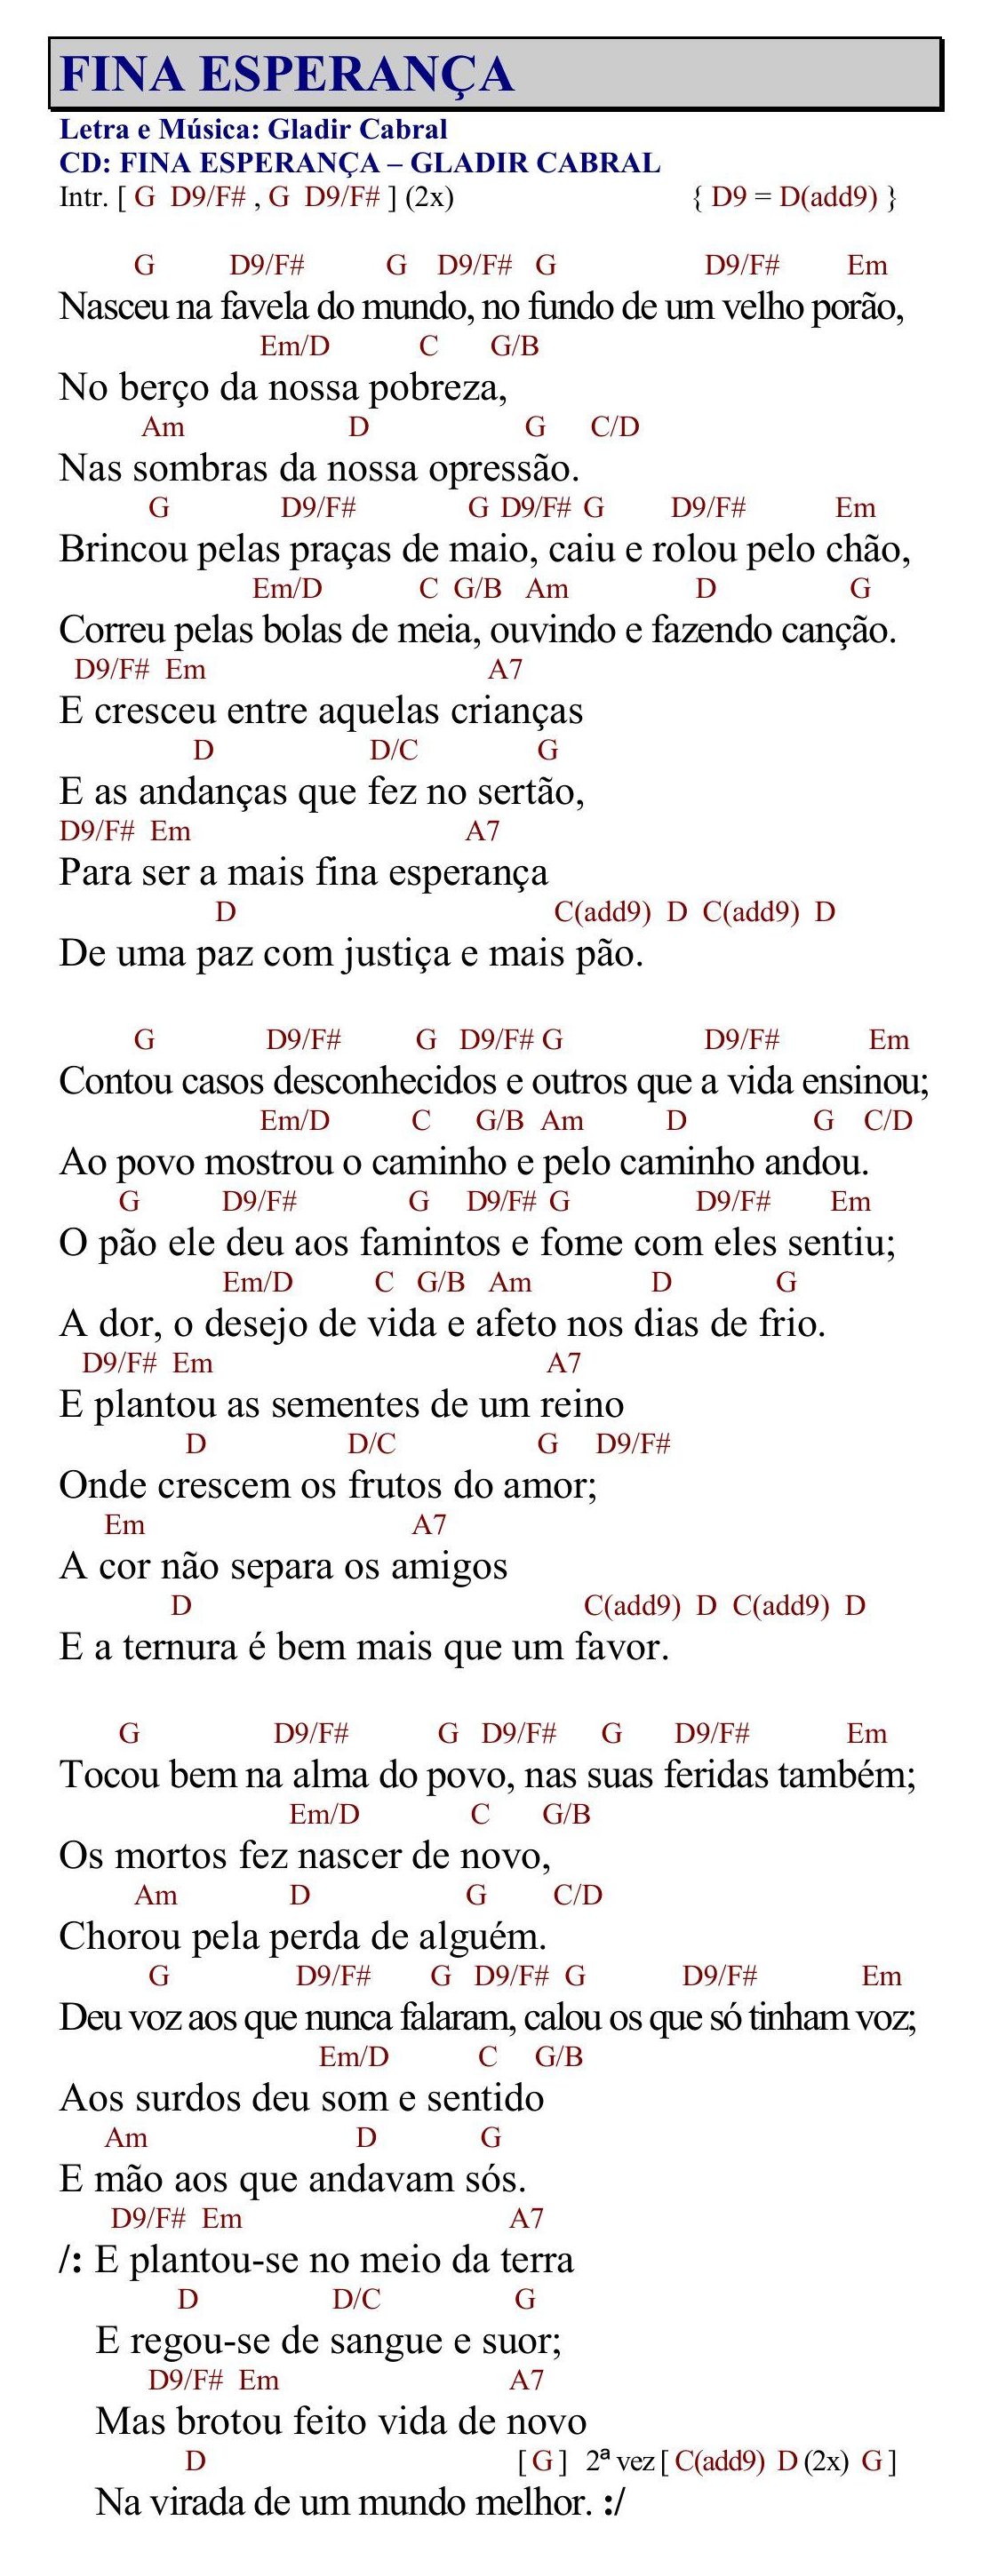 FINA ESPERANÇA
Letra e Música: Gladir Cabral
CD: FINA ESPERANÇA – GLADIR CABRAL
Intr. [ G D9/F# , G D9/F# ] (2x) { D9 = D(add9) }
G D9/F# G D9/F# G D9/F# Em
Nasceu na favela do mundo, no fundo de um velho porão,
Em/D C G/B
No berço da nossa pobreza,
Am D G C/D
Nas sombras da nossa opressão.
G D9/F# G D9/F# G D9/F# Em
Brincou pelas praças de maio, caiu e rolou pelo chão,
Em/D C G/B Am D G
Correu pelas bolas de meia, ouvindo e fazendo canção.
D9/F# Em A7
E cresceu entre aquelas crianças
D D/C G
E as andanças que fez no sertão,
D9/F# Em A7
Para ser a mais fina esperança
D C(add9) D C(add9) D
De uma paz com justiça e mais pão.
G D9/F# G D9/F# G D9/F# Em
Contou casos desconhecidos e outros que a vida ensinou;
Em/D C G/B Am D G C/D
Ao povo mostrou o caminho e pelo caminho andou.
G D9/F# G D9/F# G D9/F# Em
O pão ele deu aos famintos e fome com eles sentiu;
Em/D C G/B Am D G
A dor, o desejo de vida e afeto nos dias de frio.
D9/F# Em A7
E plantou as sementes de um reino
D D/C G D9/F#
Onde crescem os frutos do amor;
Em A7
A cor não separa os amigos
D C(add9) D C(add9) D
E a ternura é bem mais que um favor.
G D9/F# G D9/F# G D9/F# Em
Tocou bem na alma do povo, nas suas feridas também;
Em/D C G/B
Os mortos fez nascer de novo,
Am D G C/D
Chorou pela perda de alguém.
G D9/F# G D9/F# G D9/F# Em
Deu voz aos que nunca falaram, calou os que só tinham voz;
Em/D C G/B
Aos surdos deu som e sentido
Am D G
E mão aos que andavam sós.
D9/F# Em A7
/: E plantou-se no meio da terra
D D/C G
E regou-se de sangue e suor;
D9/F# Em A7
Mas brotou feito vida de novo
D [ G ] 2ª vez [ C(add9) D (2x) G ]
Na virada de um mundo melhor. :/